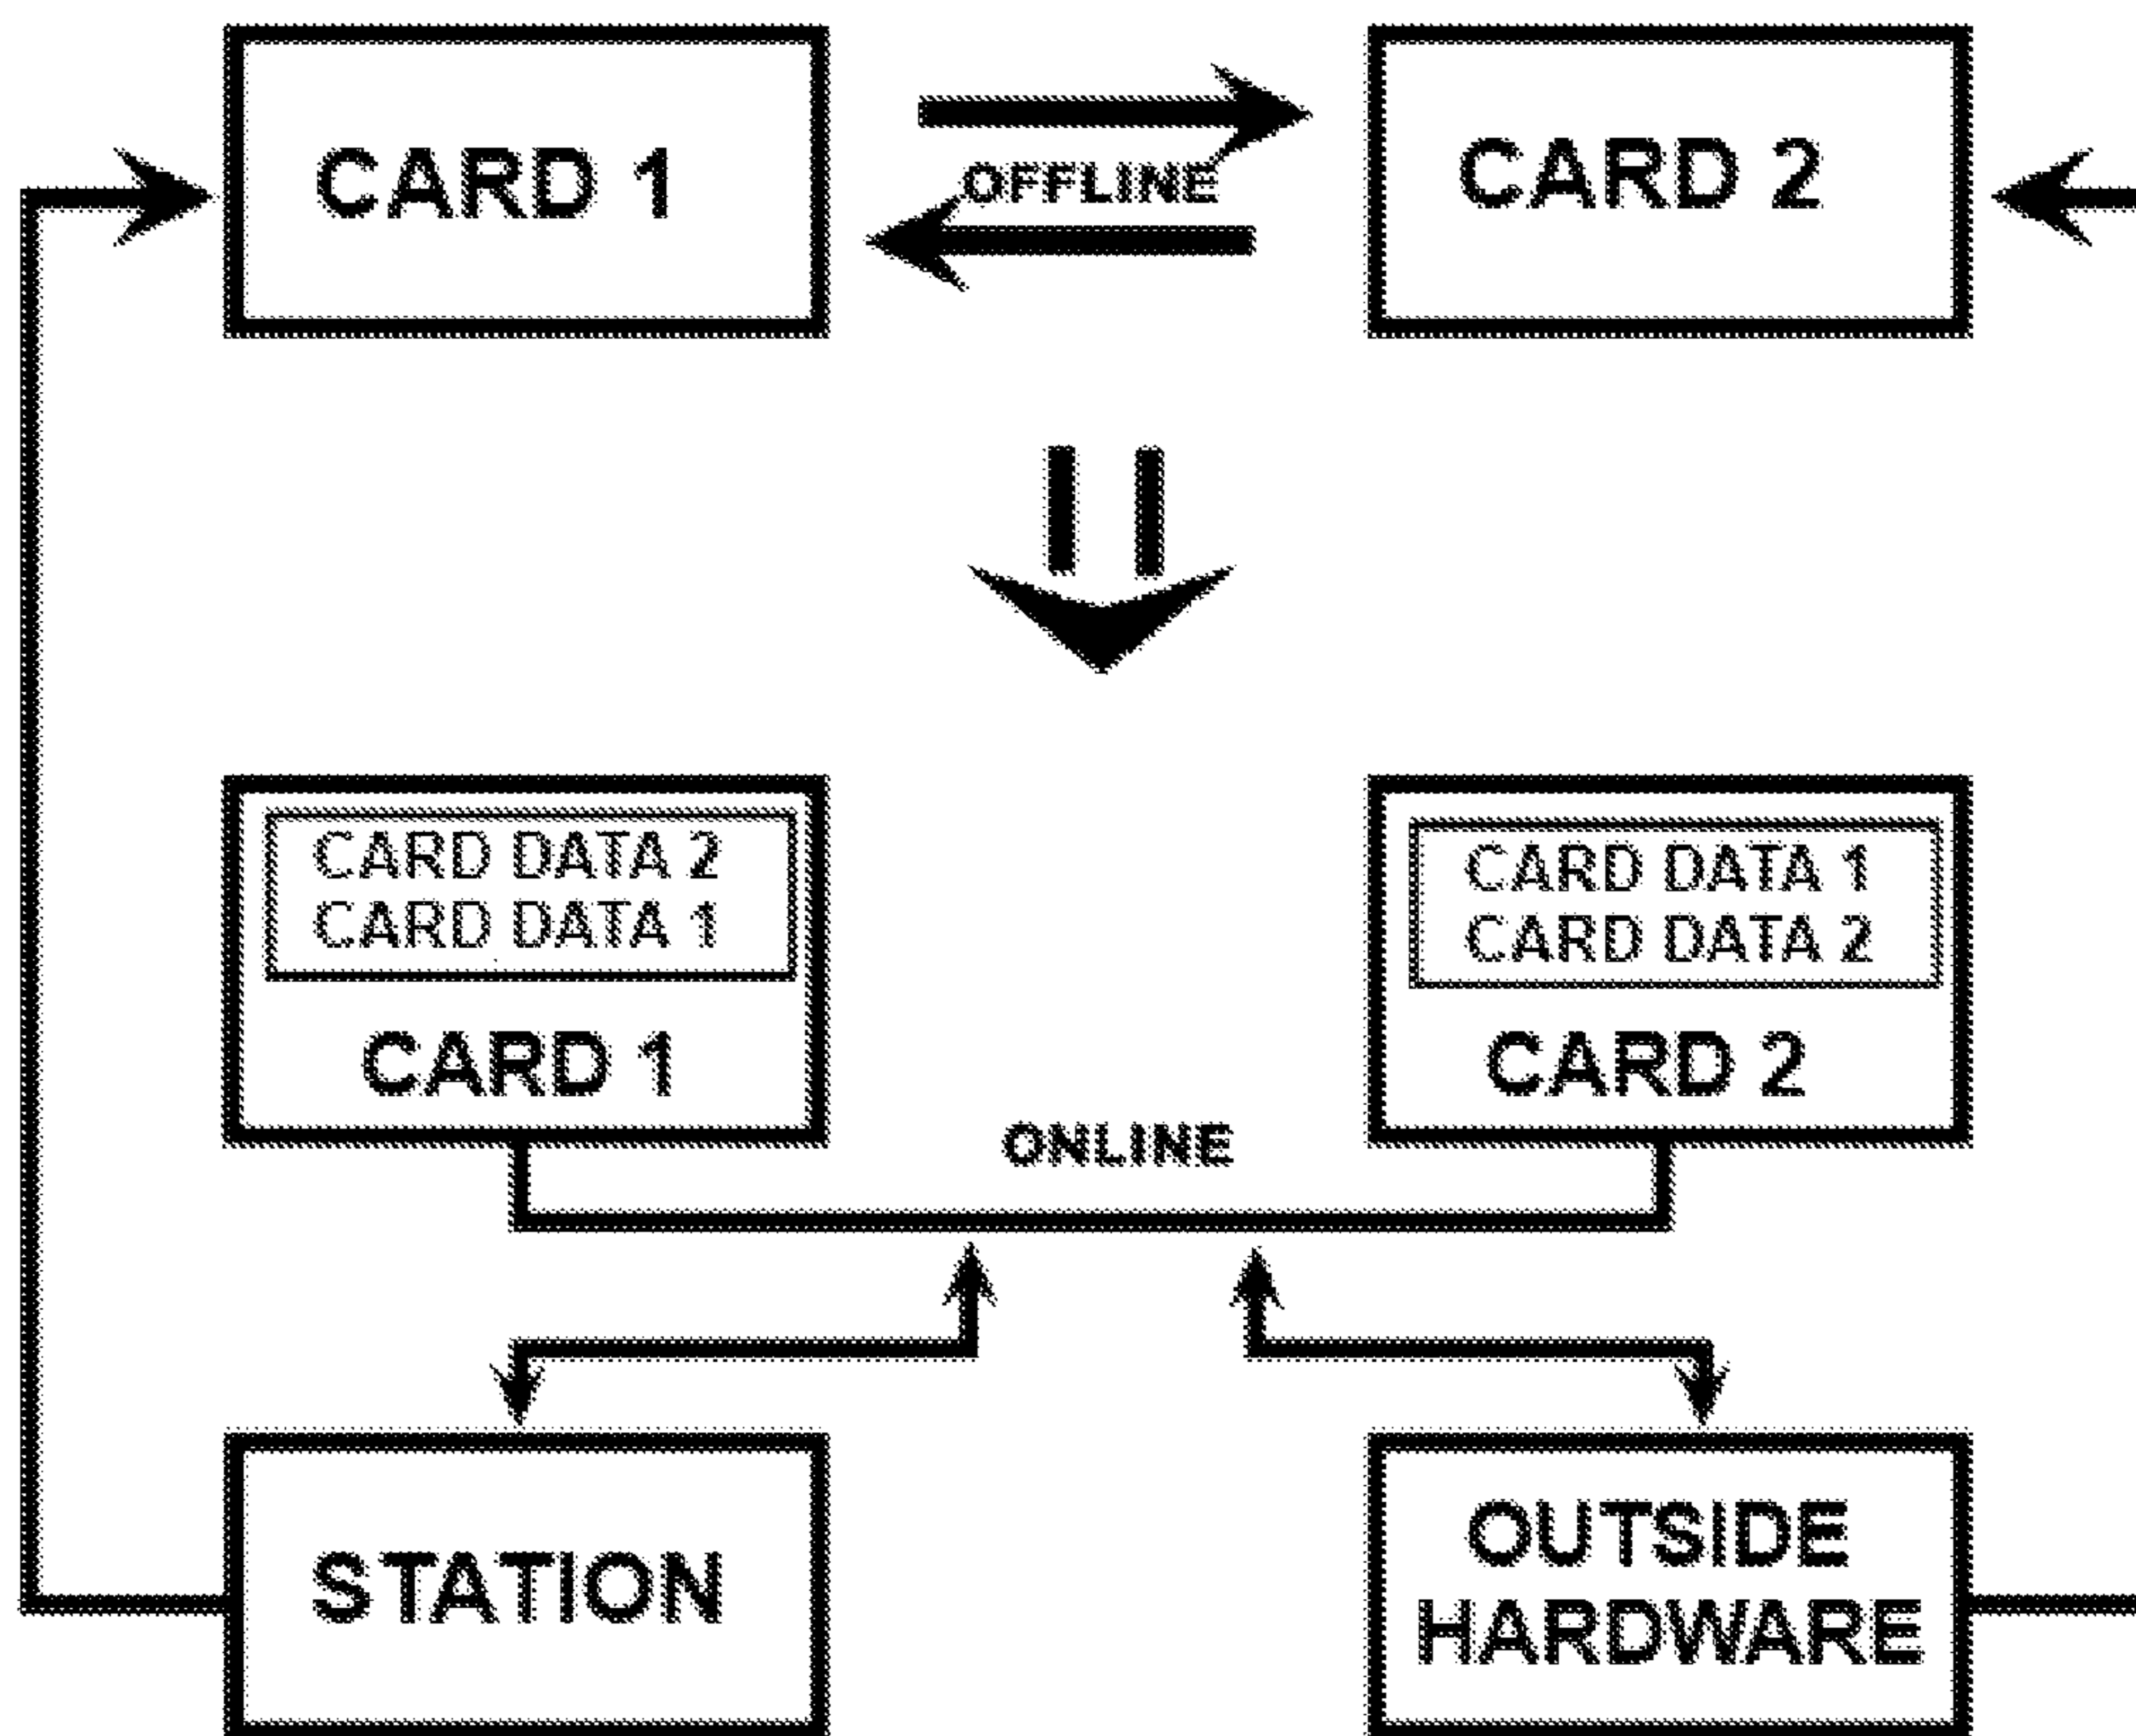 CARD 1
OFFLINE
CARD 2
CARD DATA 2
CARD DATA 1
CARD 1
CARD DATA 1
CARD DATA 2
CARD 2
ONLINE
STATION
OUTSIDE
HARDWARE